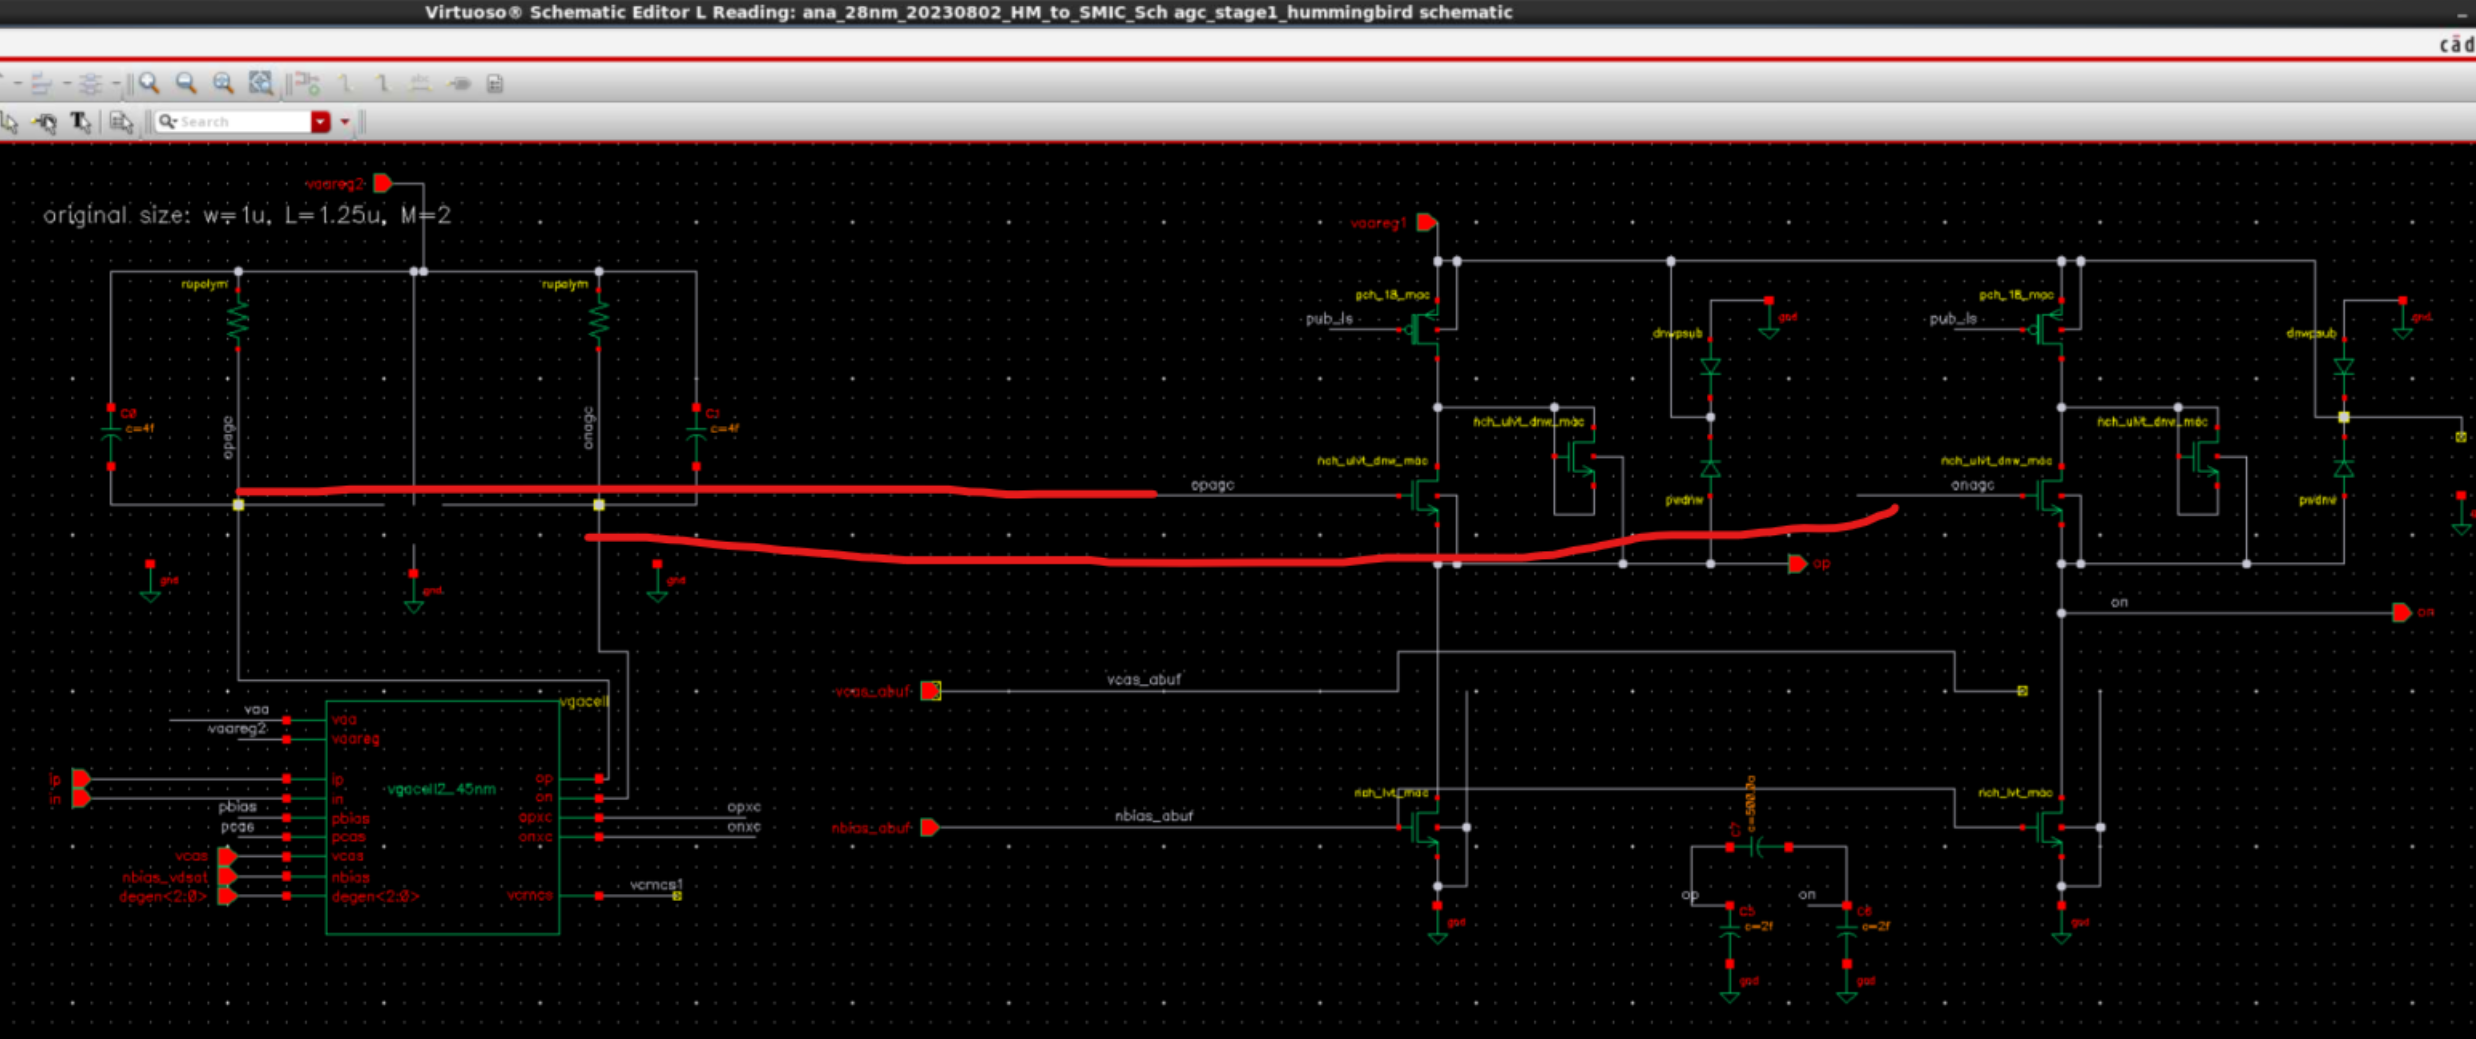 Virtuoso® Schematic Editor L Reading: ana_28nm_20230802_HM_to_SMIC_Sch agc_stage1_hummingbird schematic
cād
Search
vaareg2
original size: w=1u, L=1.25u, M=2
vaareg1
rupolym
rupolym
pch_18_mac
pch_18_mac
pub_ls
pub_ls
gnd
gnd
dnwpsub
dnwpsub
C0
c=4f
opagc
onagc
c=4f
nch_ulvt_dnw_mac
nch_ulvt_dnw_mac
nch_ulvt_dnw_mac
nch_ulvt_dnw_mac
opagc
onagc
pwdnw
pwdnw
gnd
gnd
gnd
op
on
on
vcas_abuf
vcas_abuf
vgacell
vaa
vaareg2
vaa
vaareg
ip
in
ip
in
vgacell2_45nm
op
on
pbias
pcas
pbias
pcas
opxc
onxc
opxc
onxc
vcas
nbias_vdsat
degen<2:0>
vcas
nbias
degen<2:0>
vcmcs
vcmcs1
nbias_abuf
nbias_abuf
nch_lvt_mac
nch_lvt_mac
C7
op
on
C5
c=2f
C6
c=2f
gnd
gnd
gnd
gnd